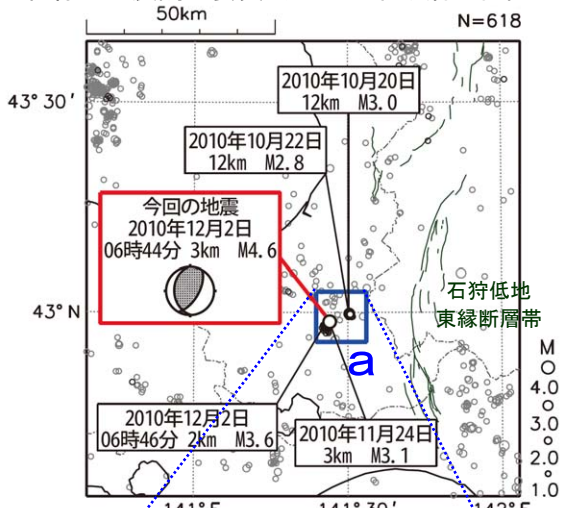 50km
N=618
43°30′
2010年10月20日
12km M3.0
2010年10月22日
12km M2.8
今回の地震
2010年12月2日
06時44分 3km M4.6
石狩低地
東縁断層帯
43°N
a
M
4.0
3.0
2.0
1.0
2010年12月2日
06時46分 2km M3.6
2010年11月24日
3km M3.1
141°E
141°30′
142°E